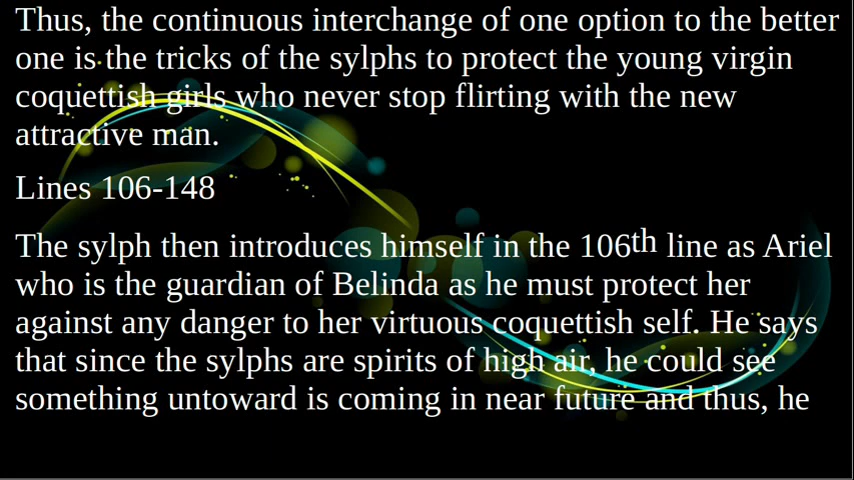 Thus, the continuous interchange of one option to the better
one is the tricks of the sylphs to protect the young virgin
coquettish girls who never stop flirting with the new
attractive man.
Lines 106-148
The sylph then introduces himself in the 106th line as Ariel
who is the guardian of Belinda as he must protect her
against any danger to her virtuous coquettish self. He says
that since the sylphs are spirits of high air, he could see
something untoward is coming in near future and thus, he